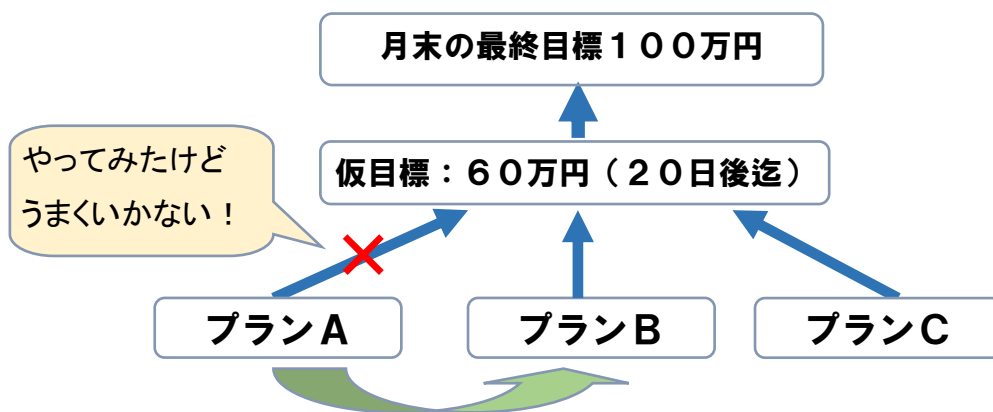 月末の最終目標１００万円
やってみたけど
うまくいかない！
仮目標：６０万円（２０日後迄）
プランＡ
プランＢ
プランＣ